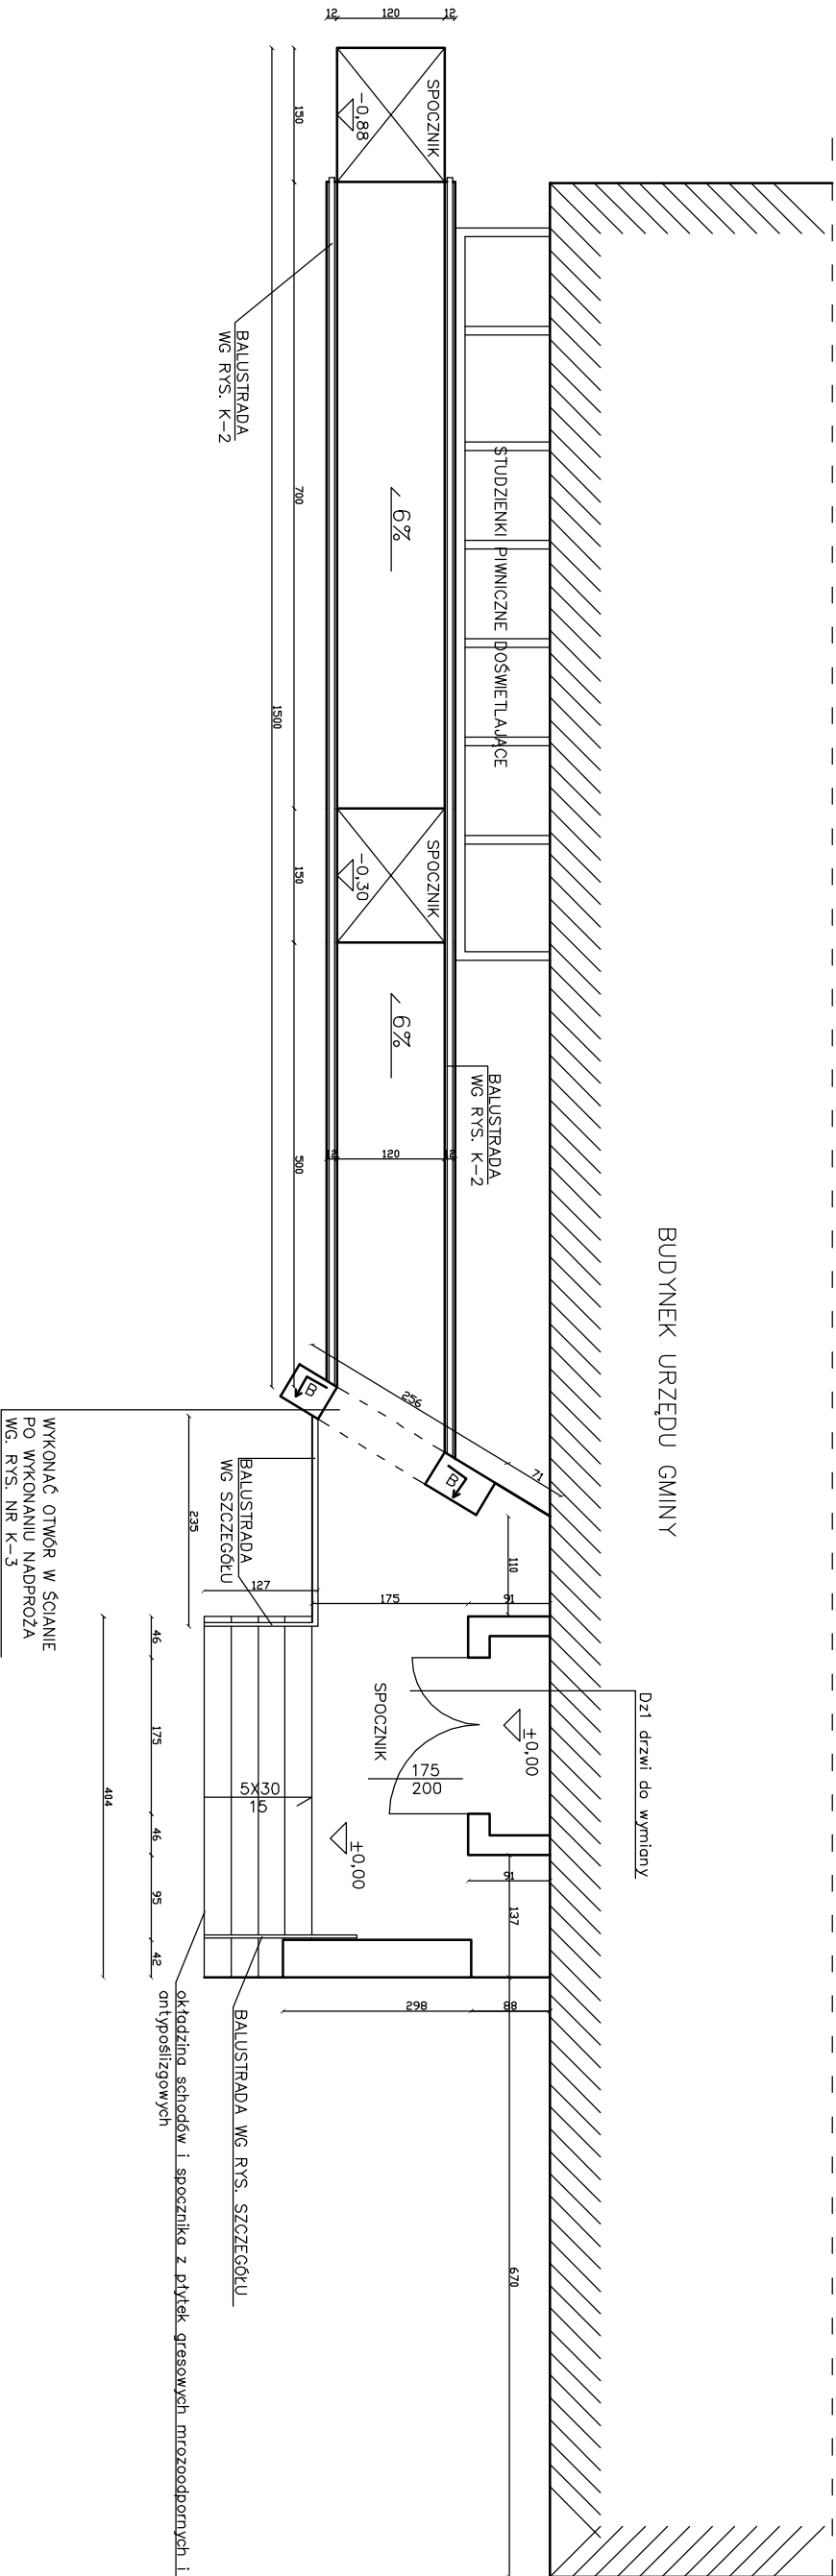 BUDYNEK URZĘDU GMINY
Dz1 drzwi do wymiany
STUDZIENKI PIWNICZNE DOŚWIETLAJĄCE
BALUSTRADA
WG RYS. K-2
SPOCZNIK
-0,88
6%
SPOCZNIK
-0,30
6%
12
120
12
12
120
12
BALUSTRADA
WG RYS. K-2
150
700
150
500
1500
256
71
B
B
110
91
175
±0,00
SPOCZNIK
175
200
±0,00
91
137
670
88
298
127
235
5X30
15
BALUSTRADA
WG SZCZEGÓŁU
BALUSTRADA WG RYS. SZCZEGÓŁU
46
175
46
95
42
404
okładzina schodów i spocznika z płytek gresowych mrozoodpornych i
antypoślizgowych
WYKONAĆ OTWÓR W ŚCIANIE
PO WYKONANIU NADPROŻA
WG. RYS. NR K-3